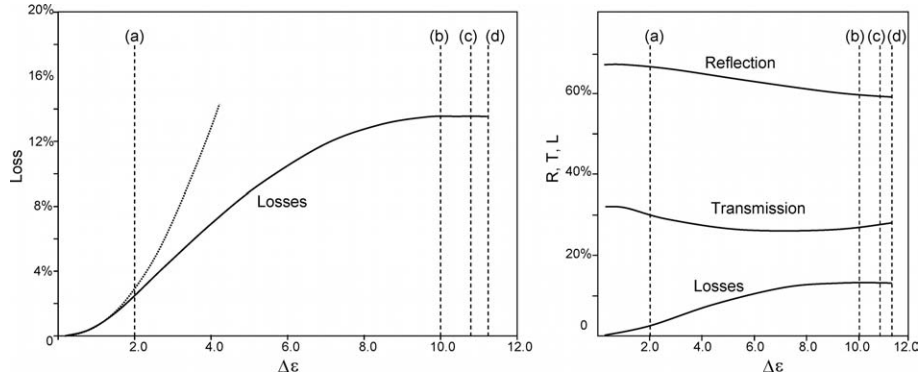 20%
(a)
(b) (c) (d)
16%
12%
Loss
8%
Losses
4%
0
2.0
4.0
6.0
8.0
10.0
12.0
Δε
(a)
(b) (c) (d)
Reflection
60%
R, T, L
40%
Transmission
20%
Losses
0
2.0
4.0
6.0
8.0
10.0
12.0
Δε